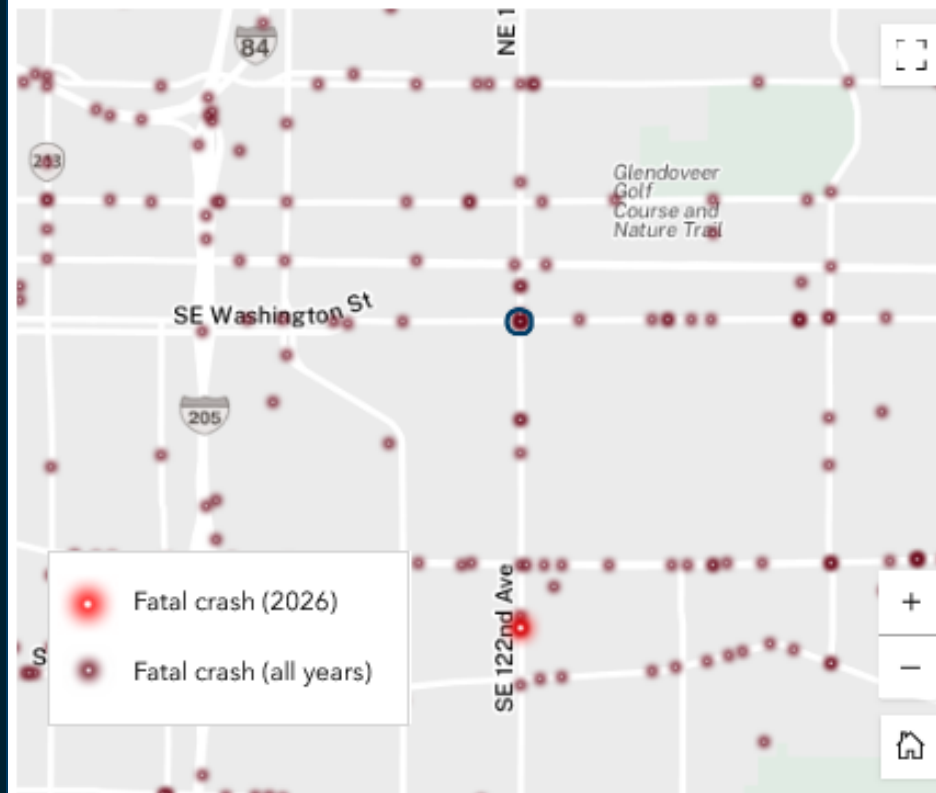 NE 1
84
213
Glendoveer
Golf
Course and
Nature Trail
SE Washington St
205
Fatal crash (2026)
Fatal crash (all years)
S
SE 122nd Ave
+
−